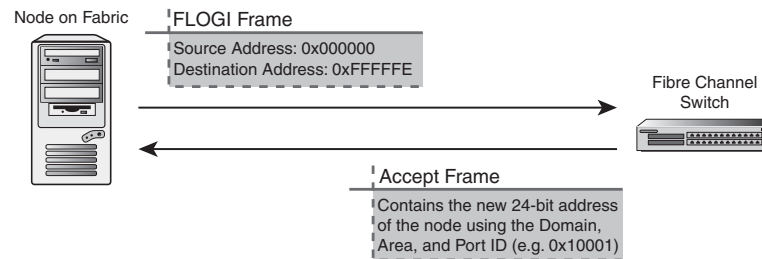 Node on Fabric
FLOGI Frame
Source Address: 0x000000
Destination Address: 0xFFFFFE
Fibre Channel
Switch
Accept Frame
Contains the new 24-bit address
of the node using the Domain,
Area, and Port ID (e.g. 0x10001)